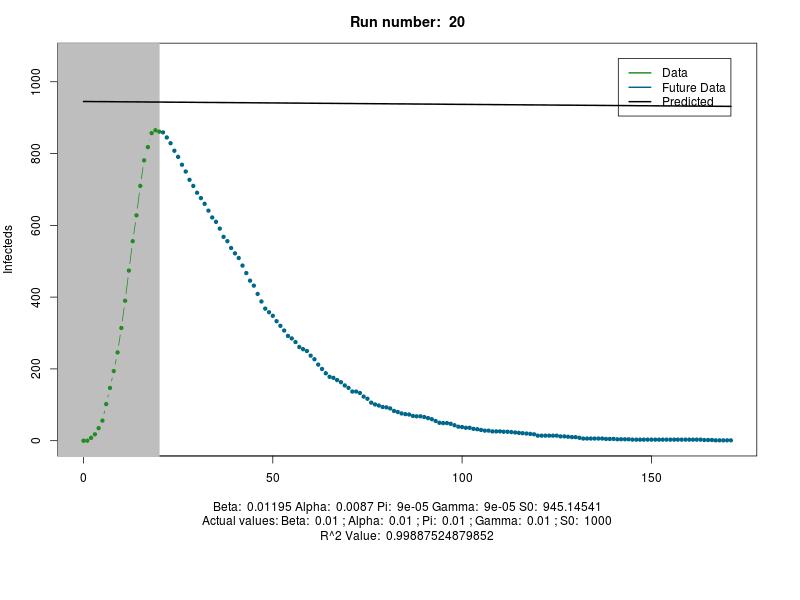 Run number: 20
Data
Future Data
Predicted
Infecteds
1000
800
600
400
200
0
0 50 100 150
Beta: 0.01195 Alpha: 0.0087 Pi: 9e-05 Gamma: 9e-05 S0: 945.14541
Actual values: Beta: 0.01 ; Alpha: 0.01 ; Pi: 0.01 ; Gamma: 0.01 ; S0: 1000
R^2 Value: 0.99887524879852